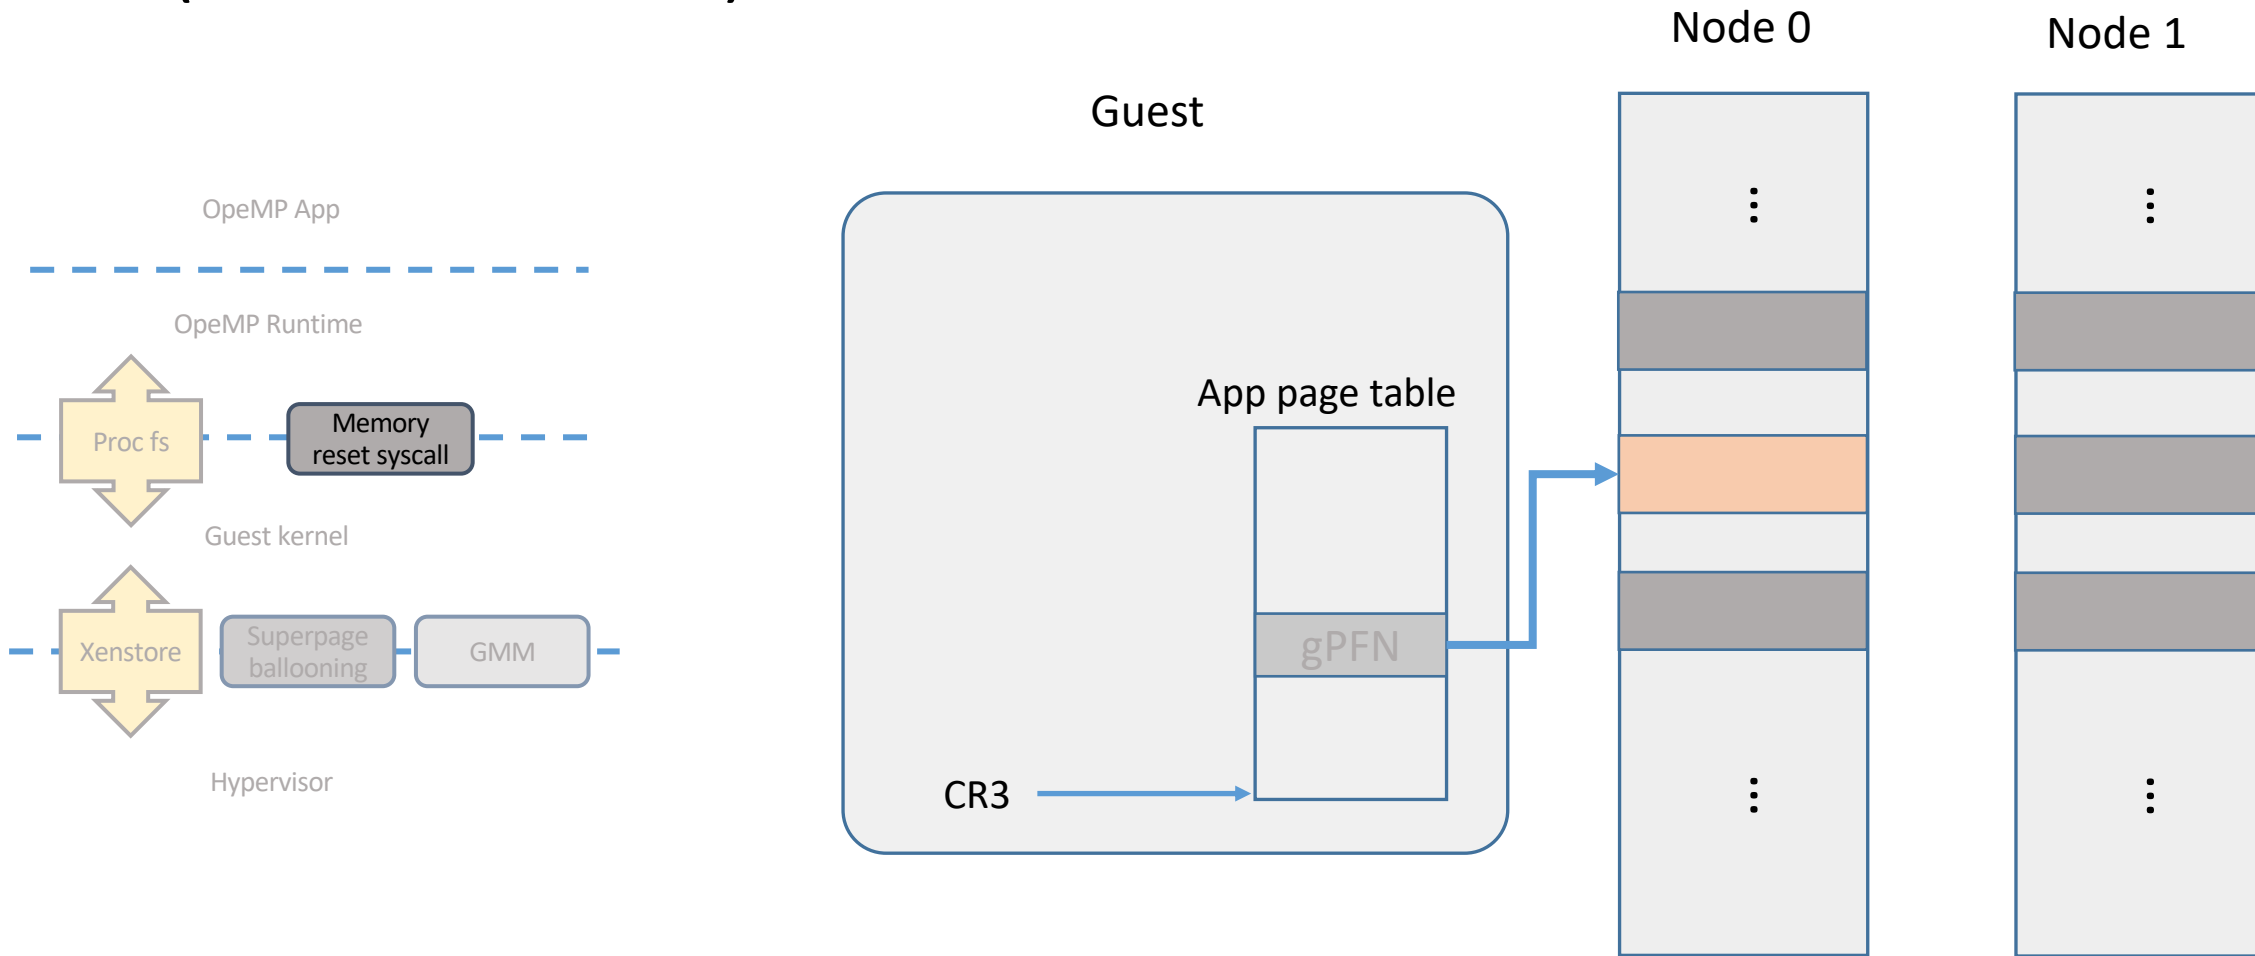 Node 0
Node 1
Guest
OpeMP App
OpeMP Runtime
App page table
Memory
reset syscall
Proc fs
Guest kernel
Superpage
ballooning
Xenstore
GMM
gPFN
Hypervisor
CR3